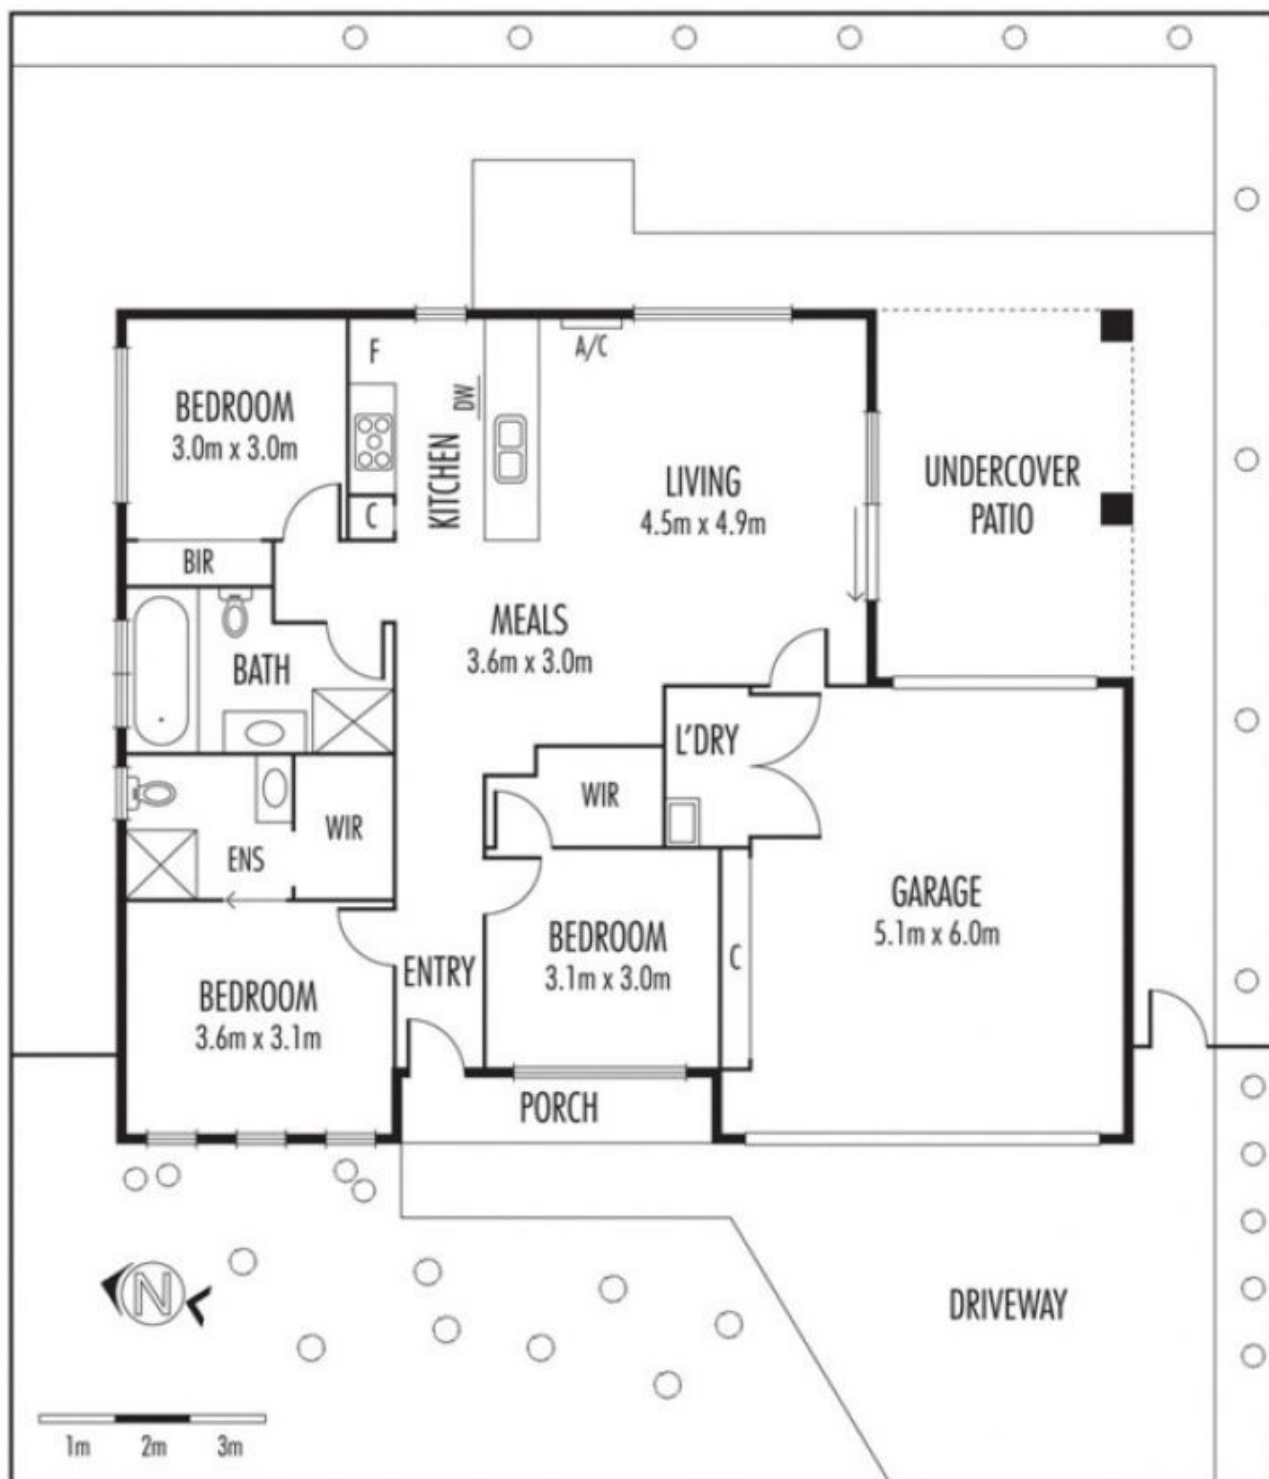 F
A/C
BEDROOM
3.0m x 3.0m
DW
KITCHEN
LIVING
4.5m x 4.9m
UNDERCOVER
PATIO
C
BIR
MEALS
3.6m x 3.0m
BATH
L'DRY
WIR
WIR
ENS
GARAGE
5.1m x 6.0m
BEDROOM
3.1m x 3.0m
C
ENTRY
BEDROOM
3.6m x 3.1m
PORCH
N
DRIVEWAY
1m 2m 3m